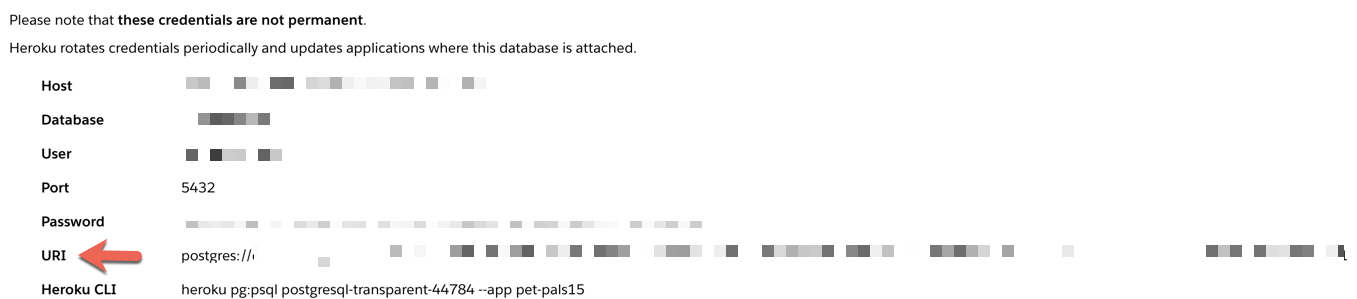 Please note that these credentials are not permanent.
Heroku rotates credentials periodically and updates applications where this database is attached.
Host
Database
User
Port 5432
Password
URI postgres://
Heroku CLI heroku pg:psql postgresql-transparent-44784 --app pet-pals15